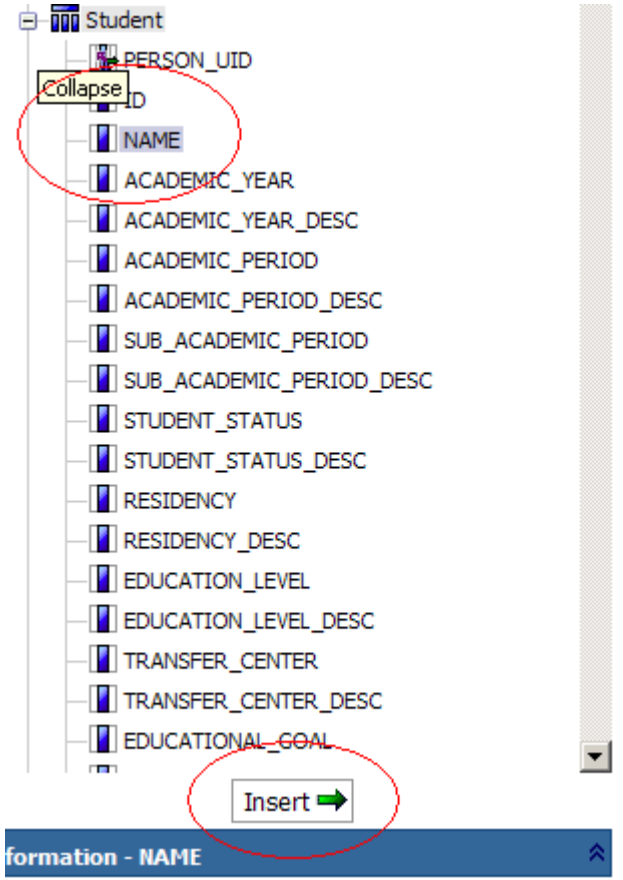 Student
PERSON_UID
Collapse
ID
NAME
ACADEMIC_YEAR
ACADEMIC_YEAR_DESC
ACADEMIC_PERIOD
ACADEMIC_PERIOD_DESC
SUB_ACADEMIC_PERIOD
SUB_ACADEMIC_PERIOD_DESC
STUDENT_STATUS
STUDENT_STATUS_DESC
RESIDENCY
RESIDENCY_DESC
EDUCATION_LEVEL
EDUCATION_LEVEL_DESC
TRANSFER_CENTER
TRANSFER_CENTER_DESC
EDUCATIONAL_GOAL
Insert
formation - NAME